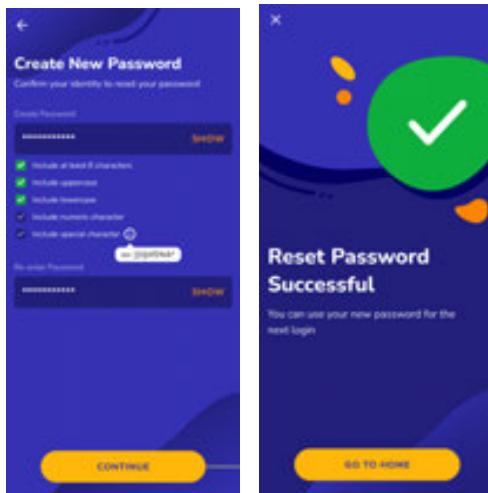 Create New Password
Confirm your identity to reset your password
Create Password
SHOW
Include at least 8 characters
Include uppercase
Include lowercase
Include numeric character
Include special character
Re-enter Password
SHOW
CONTINUE
Reset Password
Successful
You can use your new password for the
next login
GO TO HOME